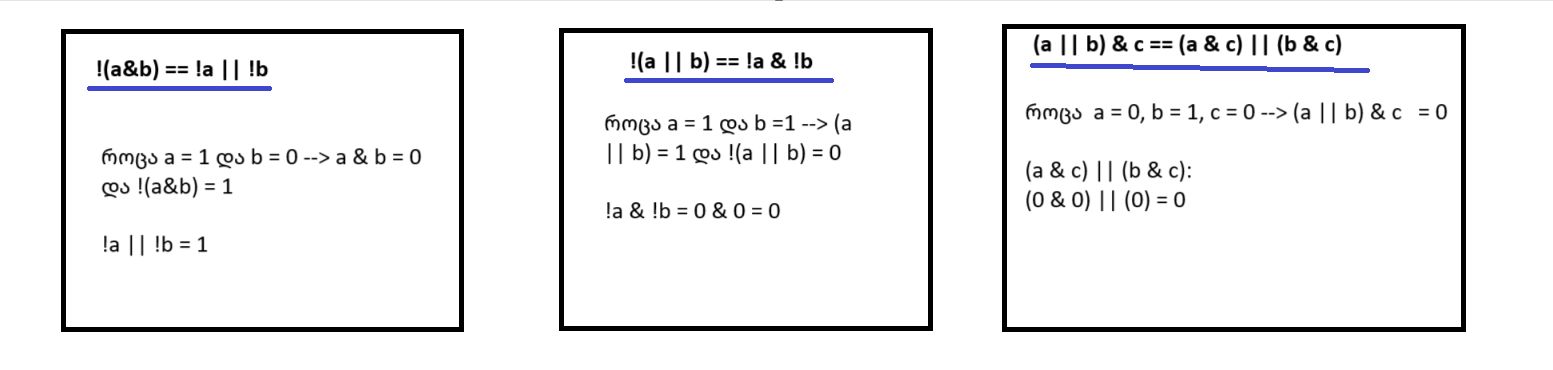 !(a&b) == !a || !b
როცა a = 1 და b = 0 --> a & b = 0
და !(a&b) = 1
!a || !b = 1
!(a || b) == !a & !b
როცა a = 1 და b =1 --> (a
|| b) = 1 და !(a || b) = 0
!a & !b = 0 & 0 = 0
(a || b) & c == (a & c) || (b & c)
როცა a = 0, b = 1, c = 0 --> (a || b) & c = 0
(a & c) || (b & c):
(0 & 0) || (0) = 0